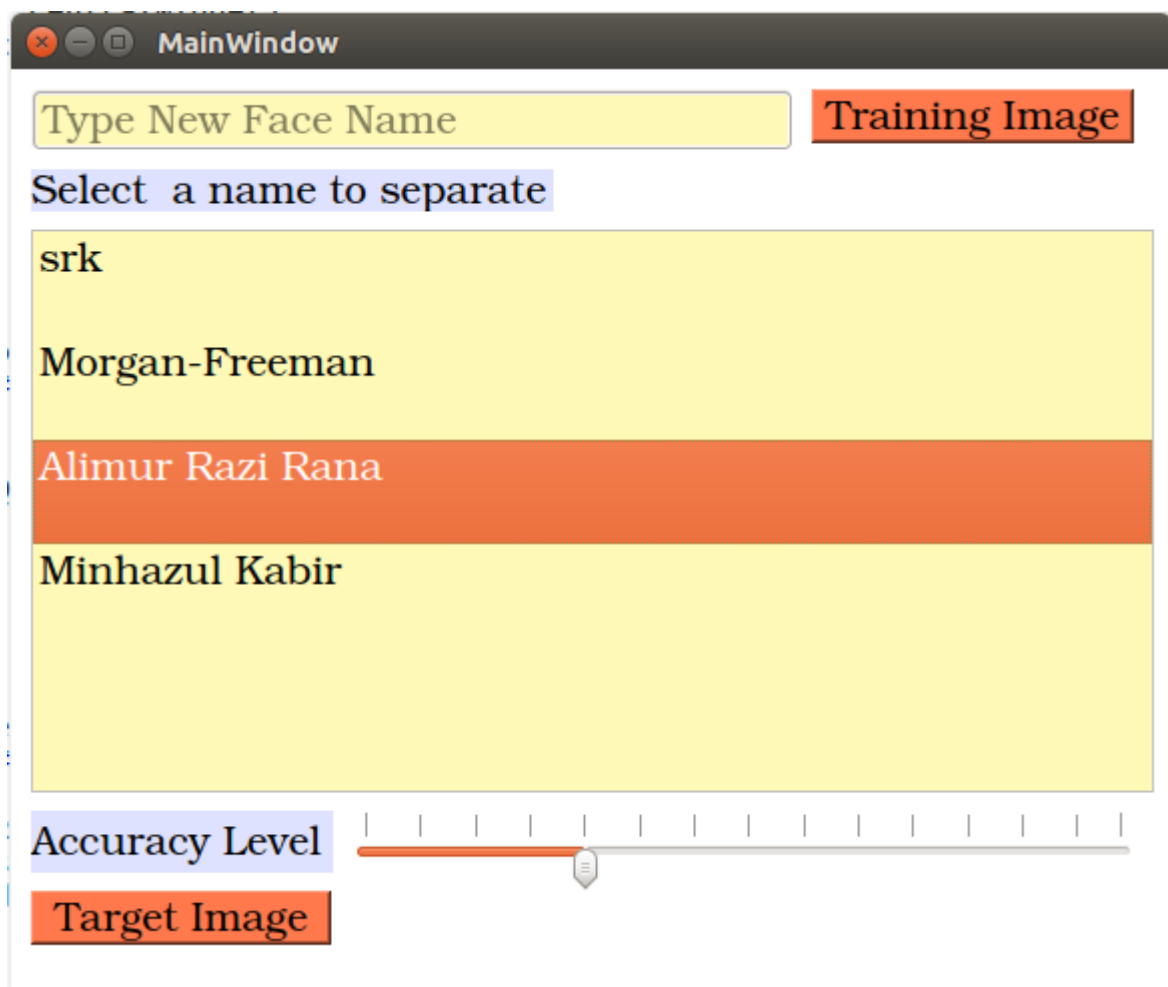 MainWindow
Type New Face Name
Training Image
Select  a name to separate
srk
Morgan-Freeman
Alimur Razi Rana
Minhazul Kabir
Accuracy Level
Target Image